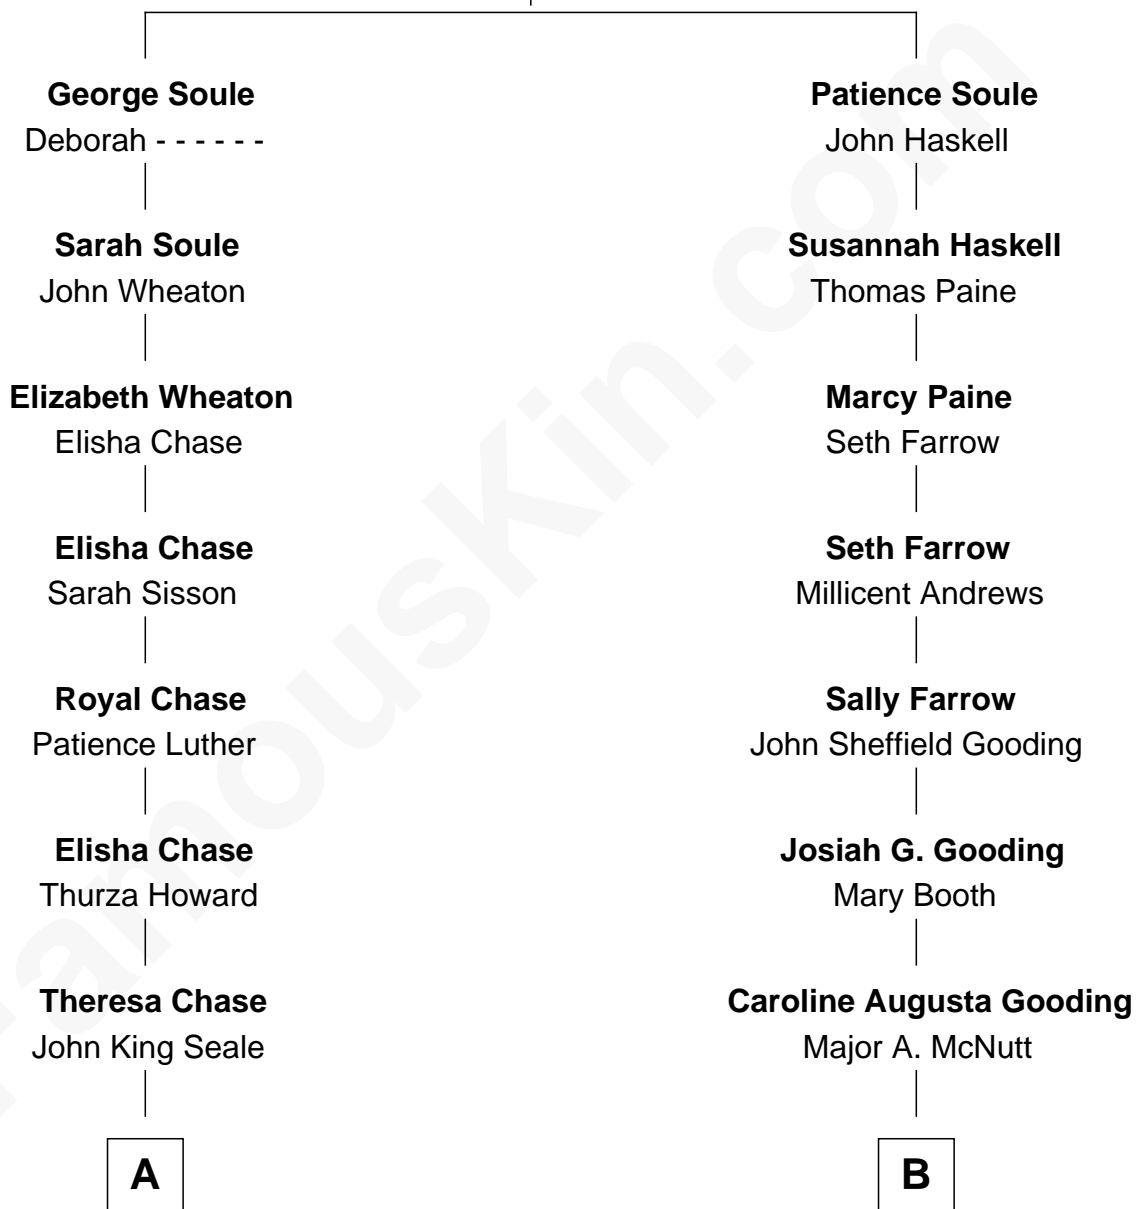 George Soule
Deborah - - - - - -
Sarah Soule
John Wheaton
Elizabeth Wheaton
Elisha Chase
Elisha Chase
Sarah Sisson
Royal Chase
Patience Luther
Elisha Chase
Thurza Howard
Theresa Chase
John King Seale
A
Patience Soule
John Haskell
Susannah Haskell
Thomas Paine
Marcy Paine
Seth Farrow
Seth Farrow
Millicent Andrews
Sally Farrow
John Sheffield Gooding
Josiah G. Gooding
Mary Booth
Caroline Augusta Gooding
Major A. McNutt
B
FamousKin.com